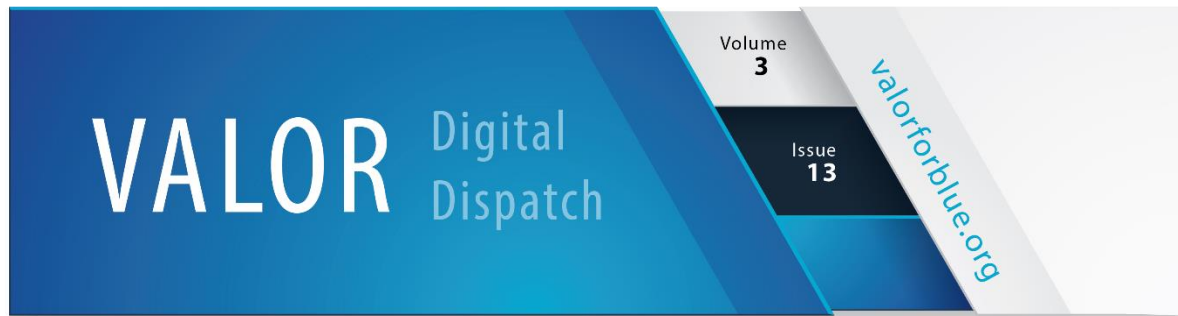 VALOR
Digital
Dispatch
Volume
3
Issue
13
valorforblue.org